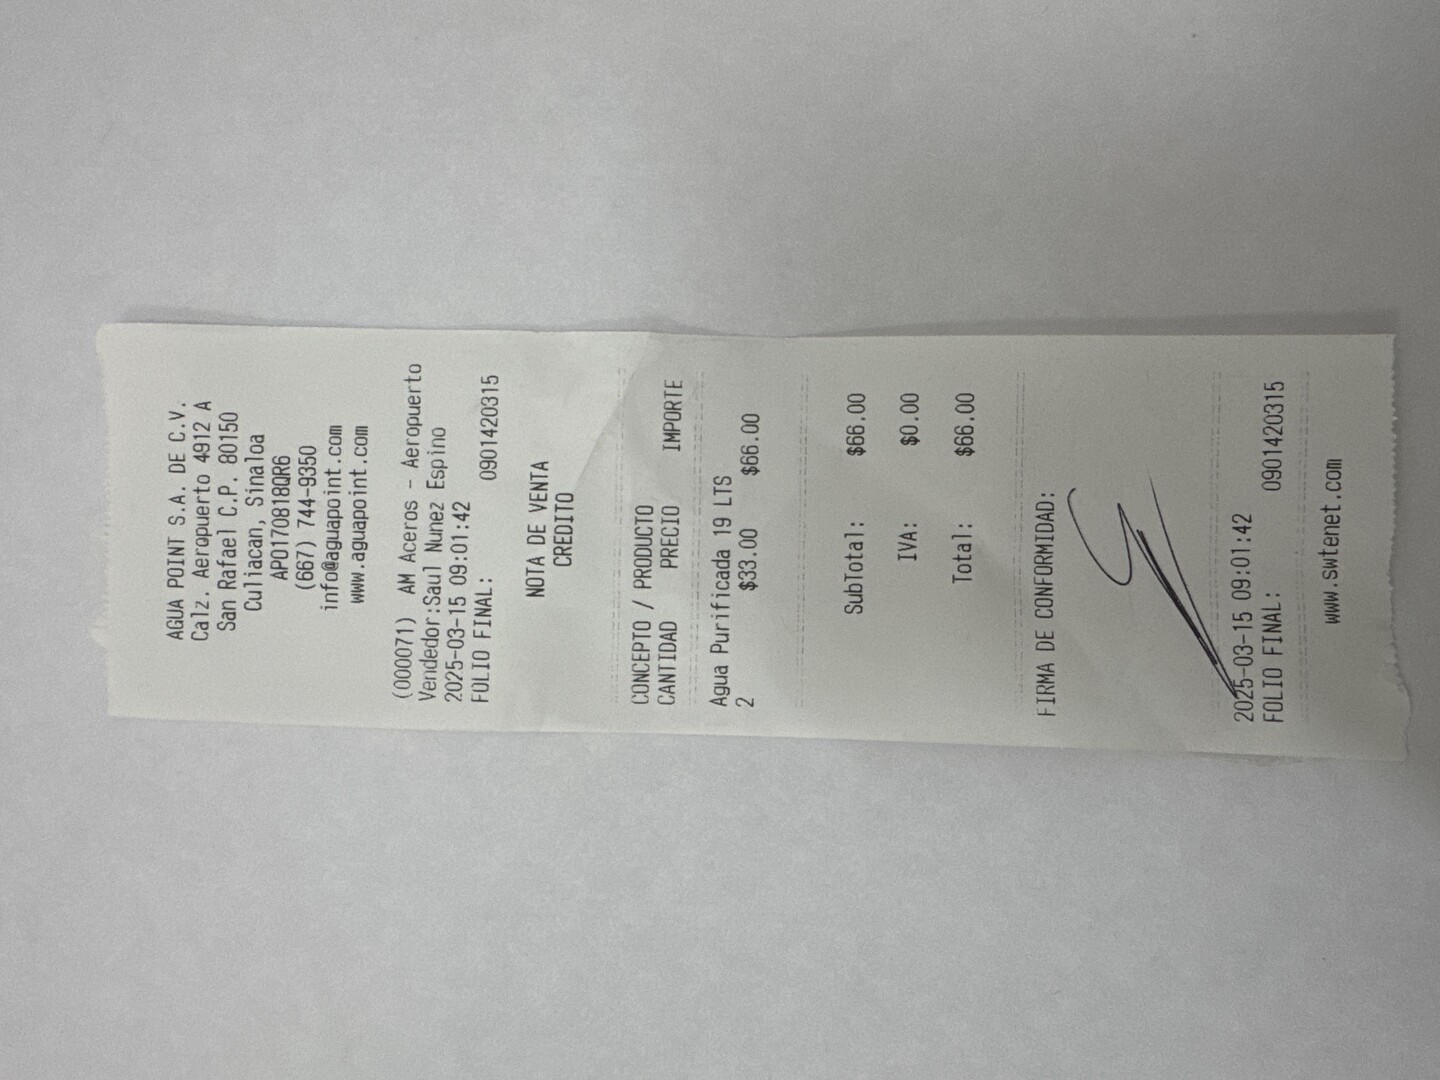 AGUA POINT S.A. DE C.V.
Calz. Aeropuerto 4912 A
San Rafael C.P. 80150
Culiacan, Sinaloa
APO170818QR6
(667) 744-9350
info@aguapoint.com
www.aguapoint.com
(000071) AM Aceros - Aeropuerto
Vendedor:Saul Nunez Espino
2025-03-15 09:01:42
FOLIO FINAL: 0901420315
NOTA DE VENTA
CREDITO
CONCEPTO / PRODUCTO
CANTIDAD PRECIO IMPORTE
Agua Purificada 19 LTS
2 $33.00 $66.00
SubTotal: $66.00
IVA: $0.00
Total: $66.00
FIRMA DE CONFORMIDAD:
2025-03-15 09:01:42
FOLIO FINAL: 0901420315
www.swtenet.com